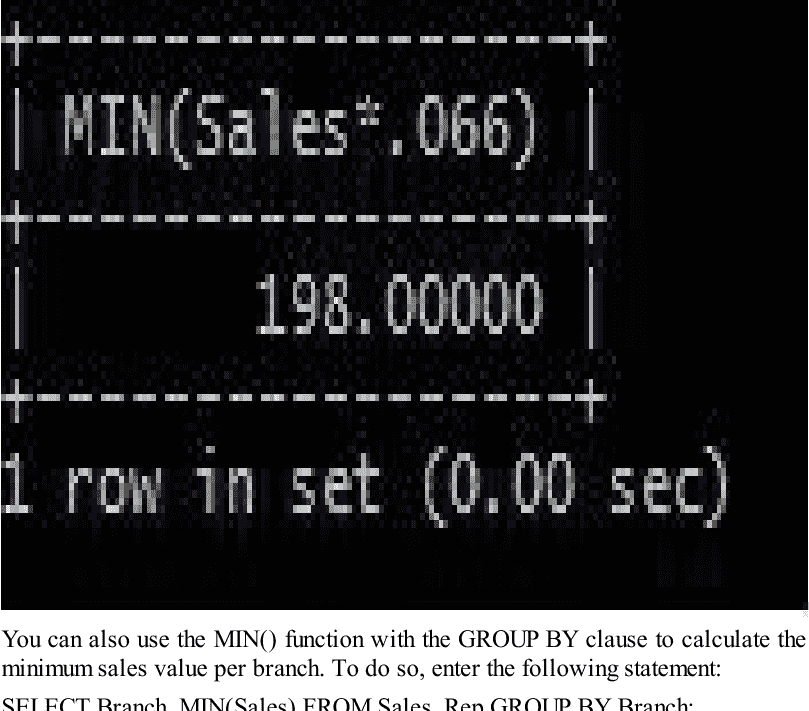 +------------------+
| MIN(Sales*.066) |
+------------------+
| 198.00000 |
+------------------+
1 row in set (0.00 sec)
You can also use the MIN() function with the GROUP BY clause to calculate the
minimum sales value per branch. To do so, enter the following statement:
SELECT Branch, MIN(Sales) FROM Sales_Rep GROUP BY Branch;